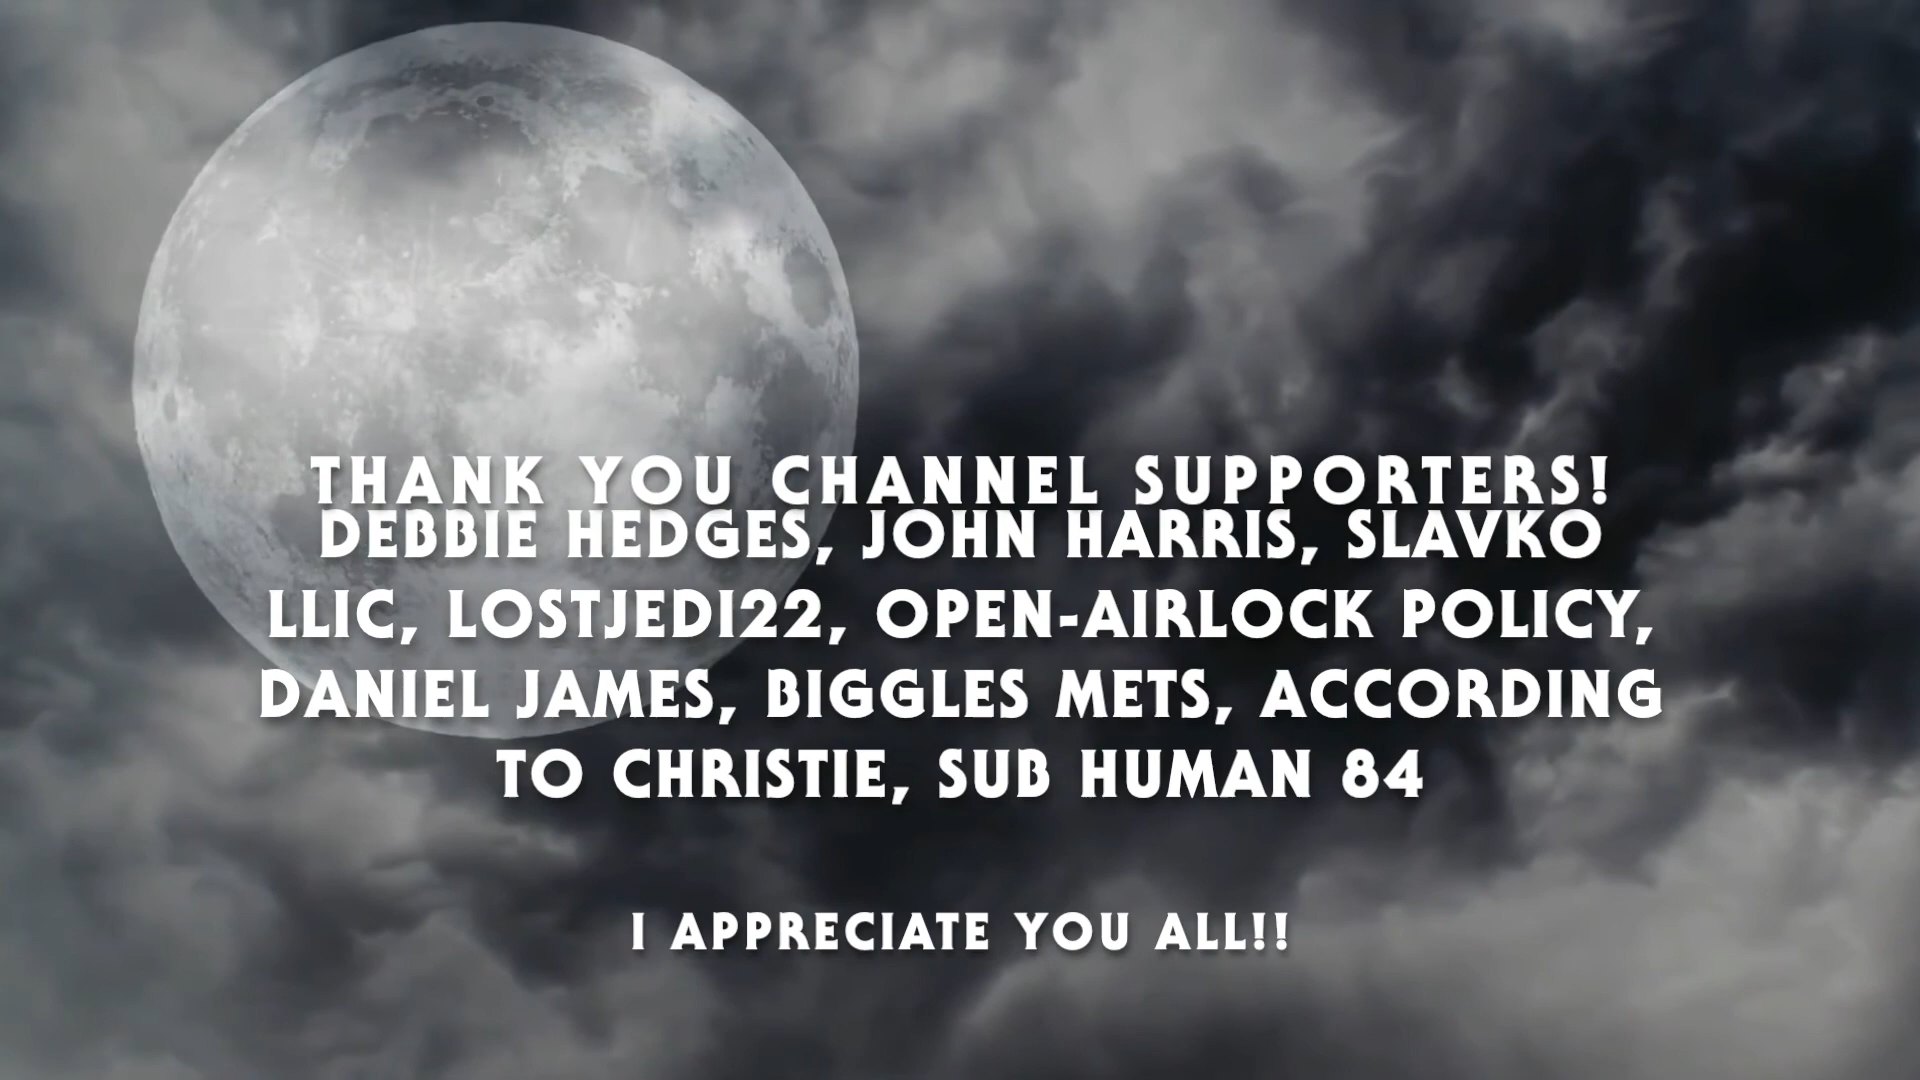 THANK YOU CHANNEL SUPPORTERS!
DEBBIE HEDGES, JOHN HARRIS, SLAVKO
LLIC, LOSTJEDI22, OPEN-AIRLOCK POLICY,
DANIEL JAMES, BIGGLES METS, ACCORDING
TO CHRISTIE, SUB HUMAN 84
I APPRECIATE YOU ALL!!